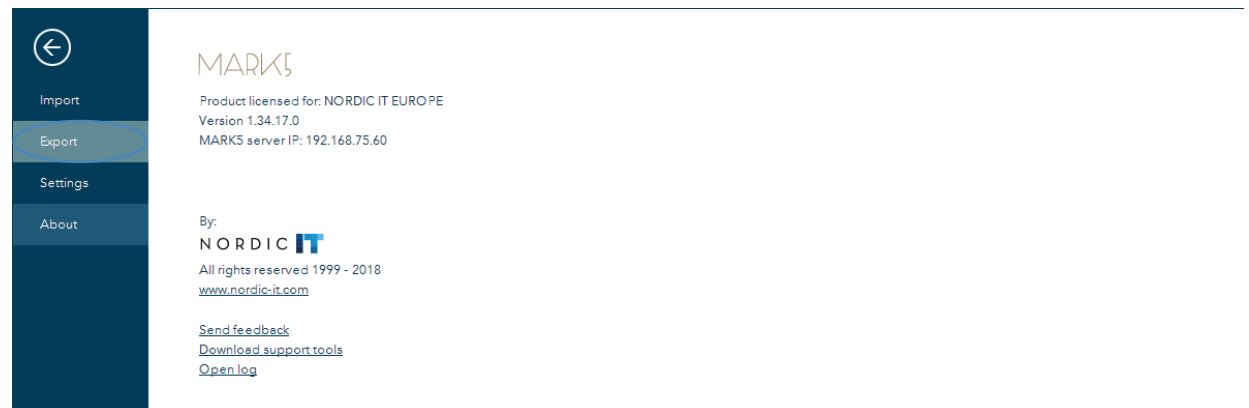 Import
Export
Settings
About
MARK5
Product licensed for: NORDIC IT EUROPE
Version 1.34.17.0
MARK5 server IP: 192.168.75.60
By:
NORDIC IT
All rights reserved 1999 - 2018
www.nordic-it.com
Send feedback
Download support tools
Open log